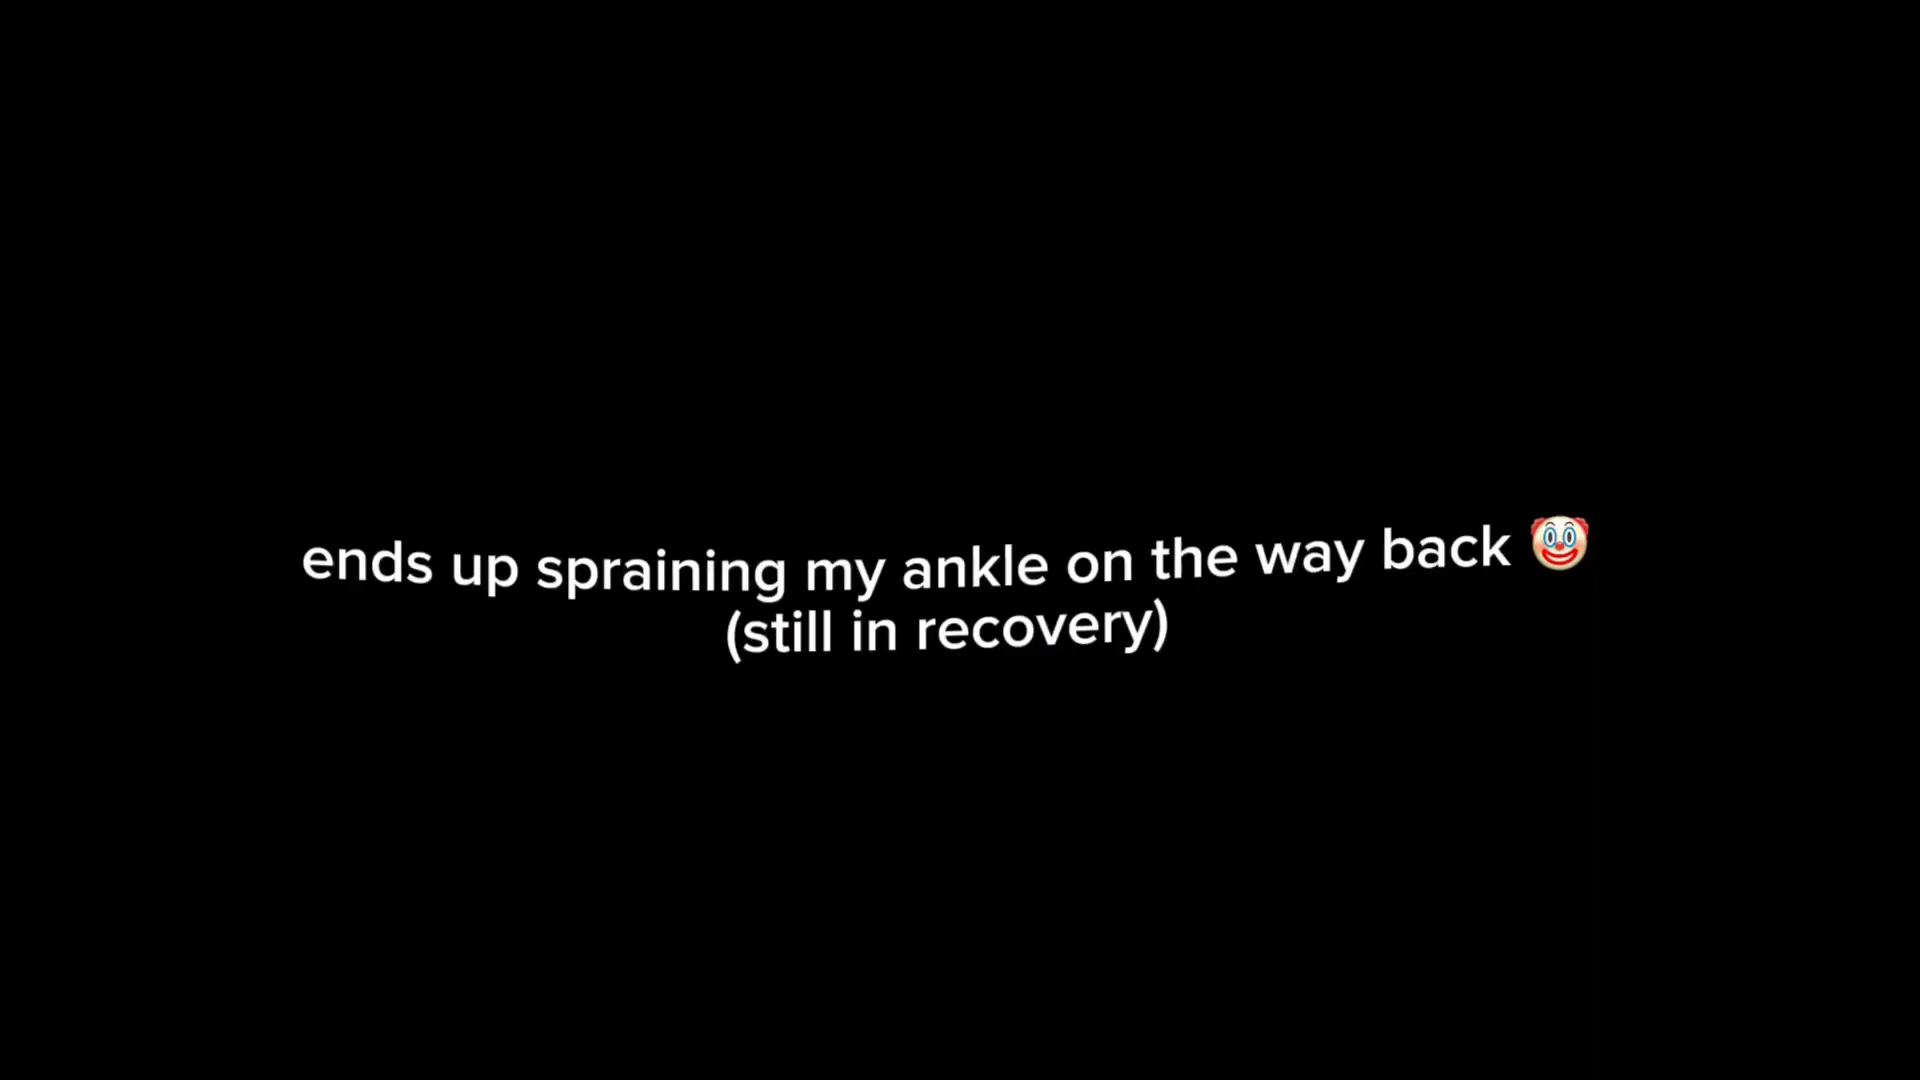 ends up spraining my ankle on the way back 🤡
(still in recovery)